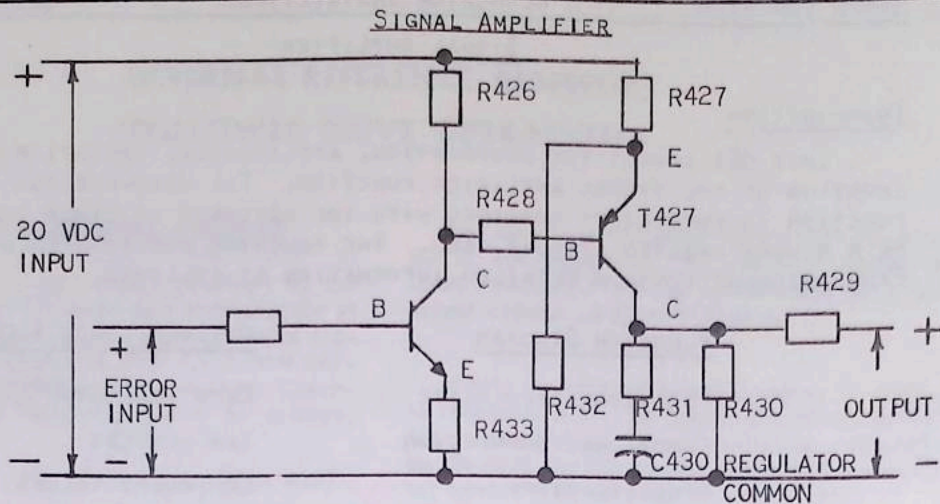 SIGNAL AMPLIFIER
+
R426
R427
E
R428
T427
20 VDC
INPUT
B
C
R429
C
B
+
+
E
ERROR
INPUT
R432
R431
R430
OUTPUT
R433
C430
REGULATOR
COMMON
−
−
−